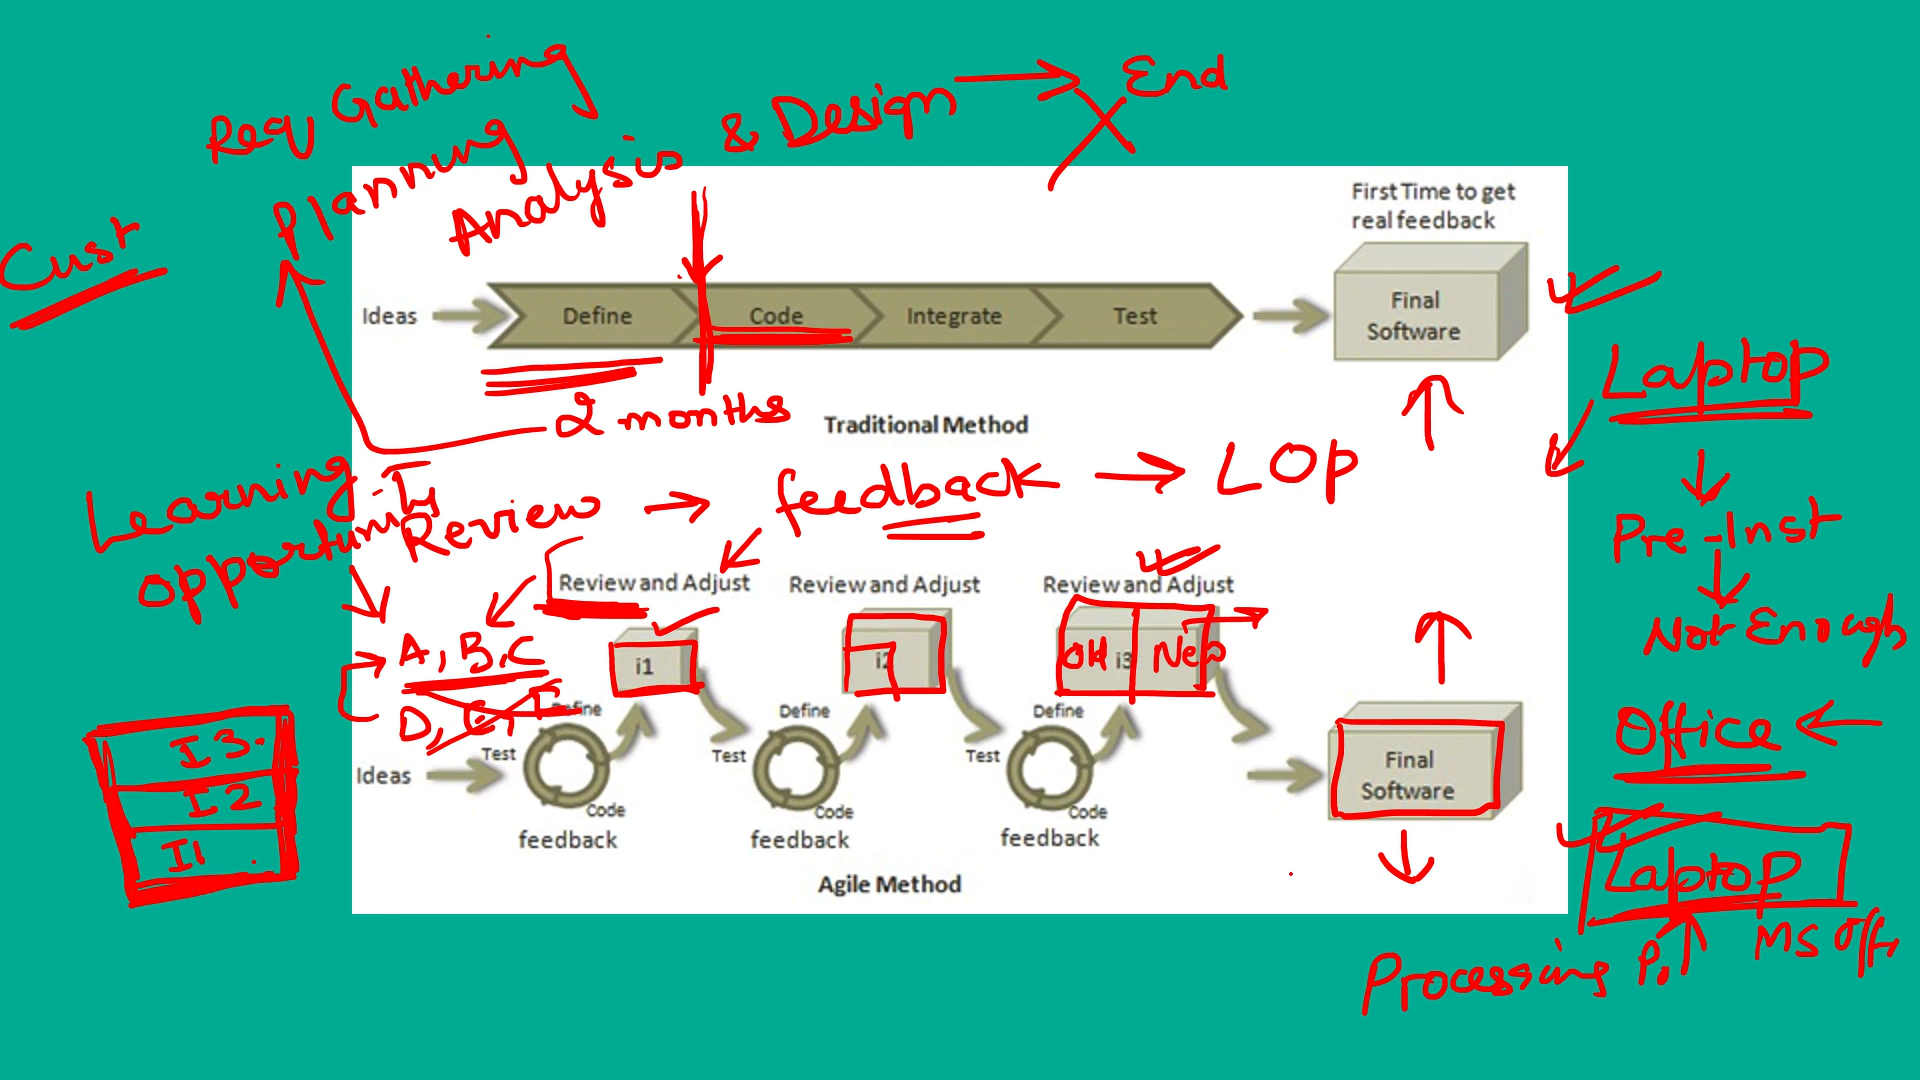 Req Gathering
Planning
Analysis & Design
End
Cust
First Time to get
real feedback
Ideas
Define
Code
Integrate
Test
Final
Software
2 months
Traditional Method
Learning
opportunity
Review
feedback
LOP
Laptop
Pre-Inst
Not Enough
Office
Laptop
MS Off
Processing P.
Review and Adjust
Review and Adjust
Review and Adjust
A, B, C
D, E, F
i1
i2
i3
Old
New
Define
Define
Define
Test
Test
Test
Ideas
Code
Code
Code
feedback
feedback
feedback
Final
Software
Agile Method
I3.
I2
I1